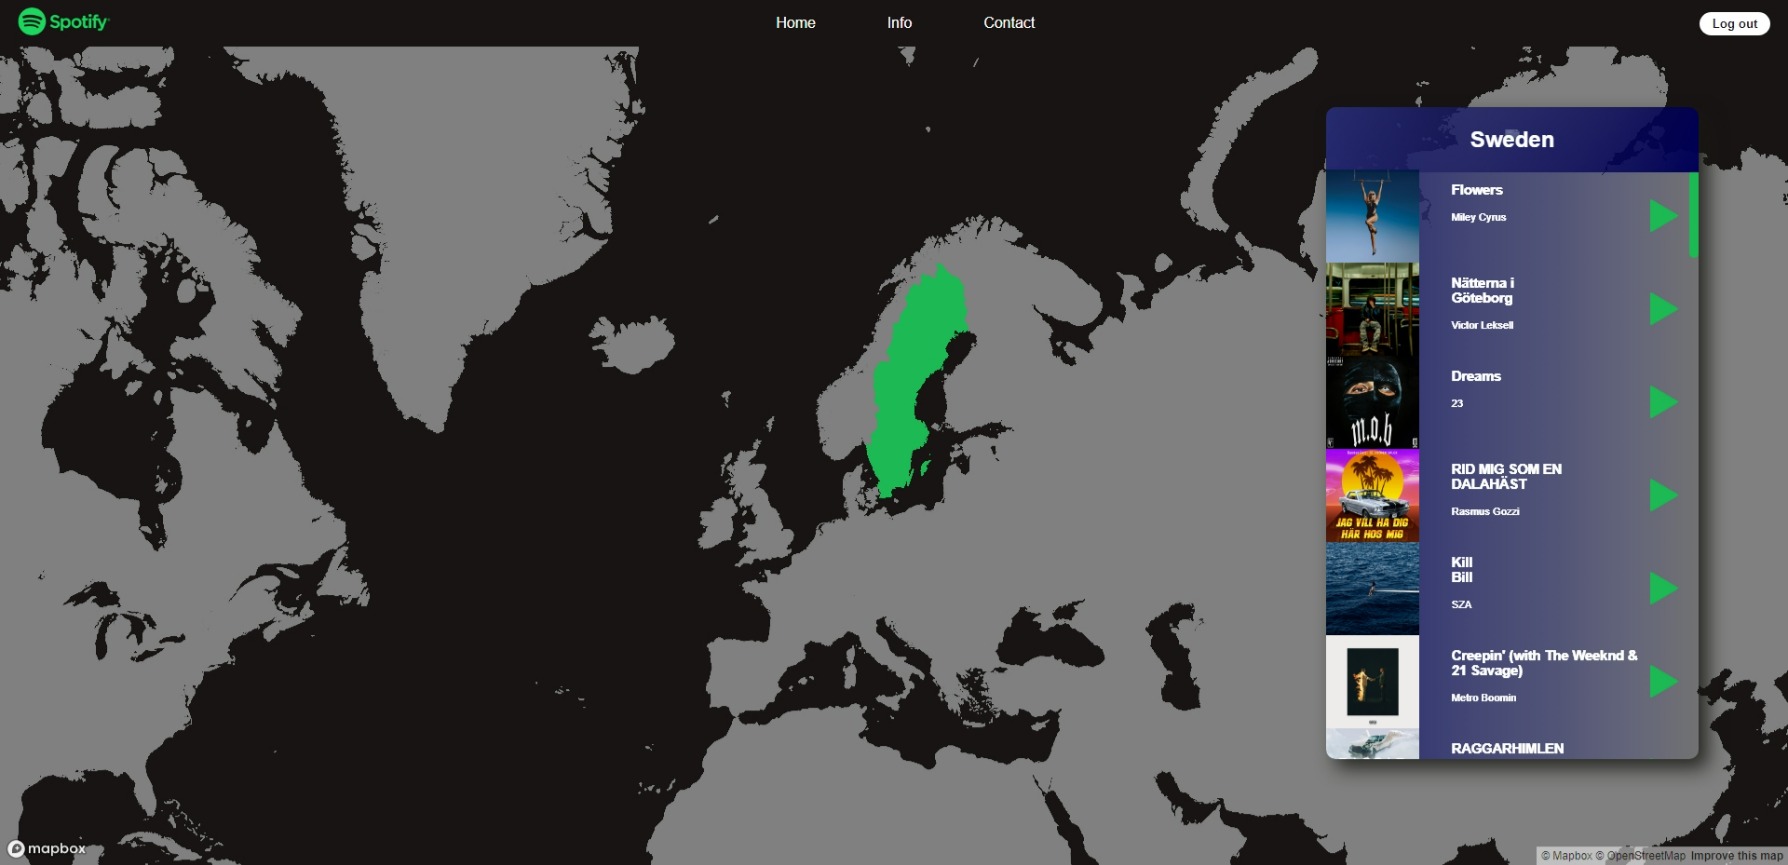 Spotify
Home
Info
Contact
Log out
Sweden
Flowers
Miley Cyrus
Nätterna i
Göteborg
Victor Leksell
Dreams
23
m.o.b
RID MIG SOM EN
DALAHÄST
Rasmus Gozzi
JAG VILL HA DIG
HÄR HOS MIG
Kill
Bill
SZA
Creepin' (with The Weeknd &
21 Savage)
Metro Boomin
RAGGARHIMLEN
mapbox
© Mapbox © OpenStreetMap Improve this map